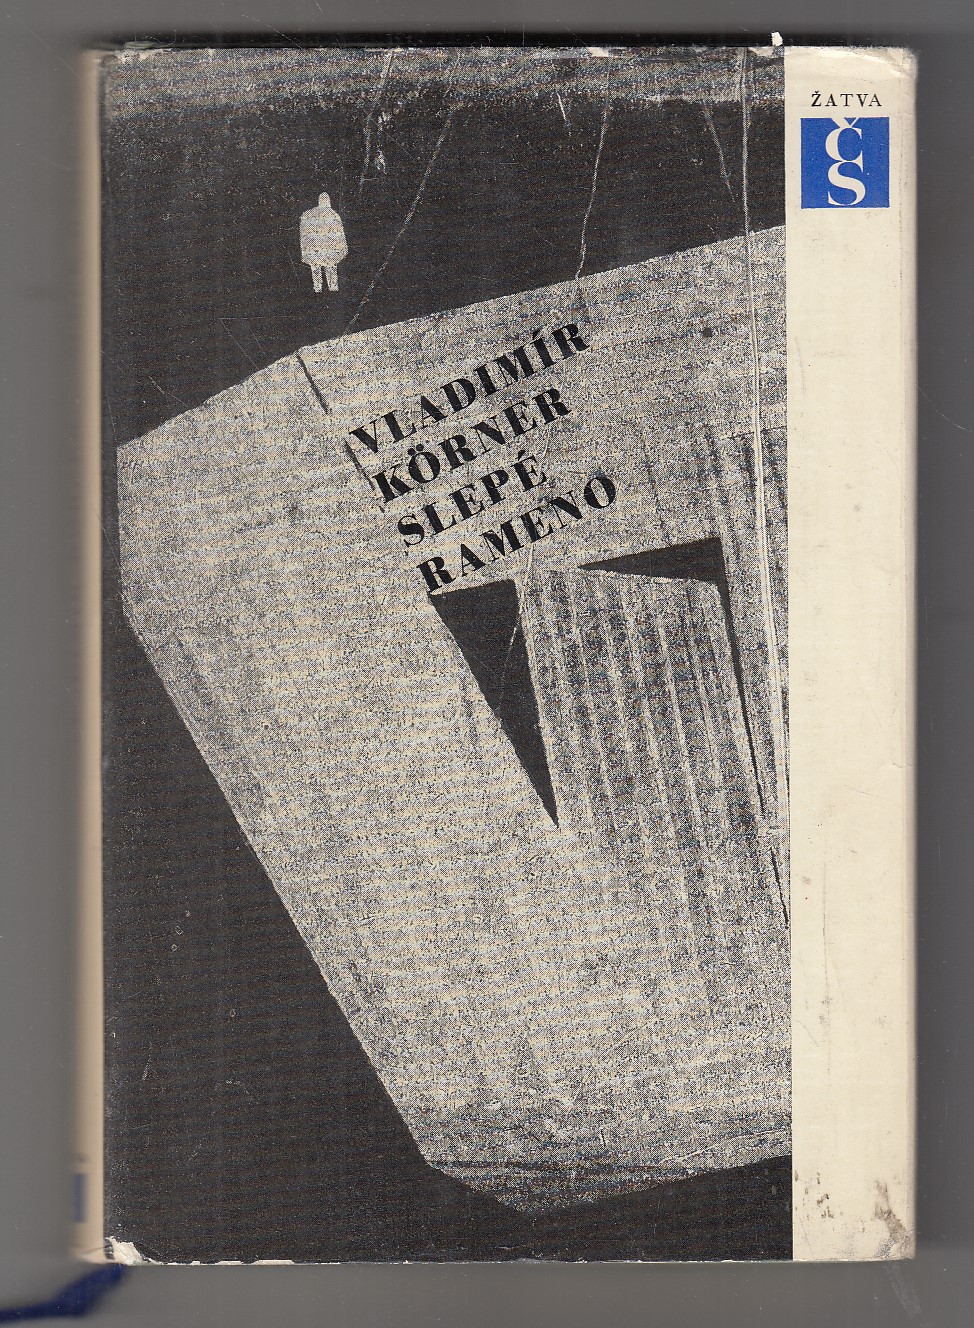 ŽATVA
ČS
VLADIMÍR
KÖRNER
SLEPÉ
RAMENO